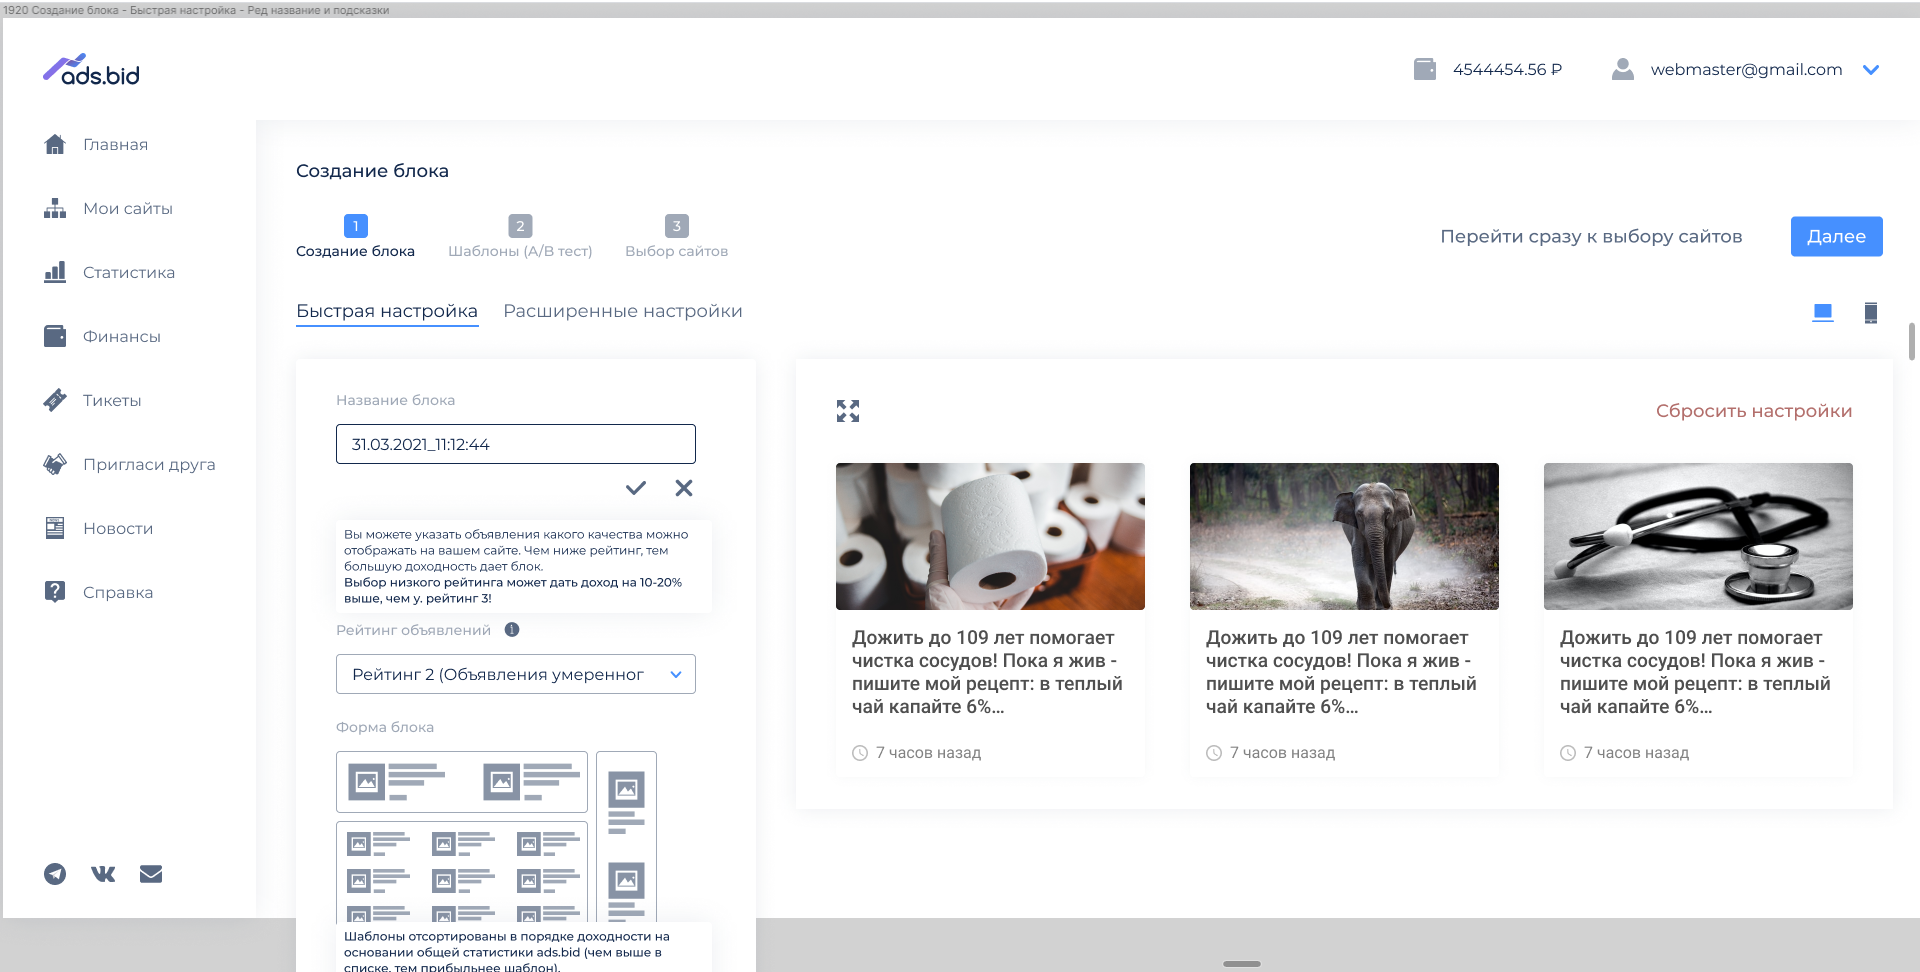 1920 Создание блока - Быстрая настройка - Ред название и подсказки
ads.bid
4544454.56 ₽
webmaster@gmail.com
Главная
Мои сайты
Статистика
Финансы
Тикеты
Пригласи друга
Новости
Справка
Создание блока
1
2
3
Создание блока
Шаблоны (A/B тест)
Выбор сайтов
Перейти сразу к выбору сайтов
Далее
Быстрая настройка
Расширенные настройки
Название блока
31.03.2021_11:12:44
Вы можете указать объявления какого качества можно
отображать на вашем сайте. Чем ниже рейтинг, тем
большую доходность дает блок.
Выбор низкого рейтинга может дать доход на 10-20%
выше, чем у. рейтинг 3!
Рейтинг объявлений
Рейтинг 2 (Объявления умеренног
Форма блока
Шаблоны отсортированы в порядке доходности на
основании общей статистики ads.bid (чем выше в
списке, тем прибыльнее шаблон).
Сбросить настройки
Дожить до 109 лет помогает
чистка сосудов! Пока я жив -
пишите мой рецепт: в теплый
чай капайте 6%...
7 часов назад
Дожить до 109 лет помогает
чистка сосудов! Пока я жив -
пишите мой рецепт: в теплый
чай капайте 6%...
7 часов назад
Дожить до 109 лет помогает
чистка сосудов! Пока я жив -
пишите мой рецепт: в теплый
чай капайте 6%...
7 часов назад